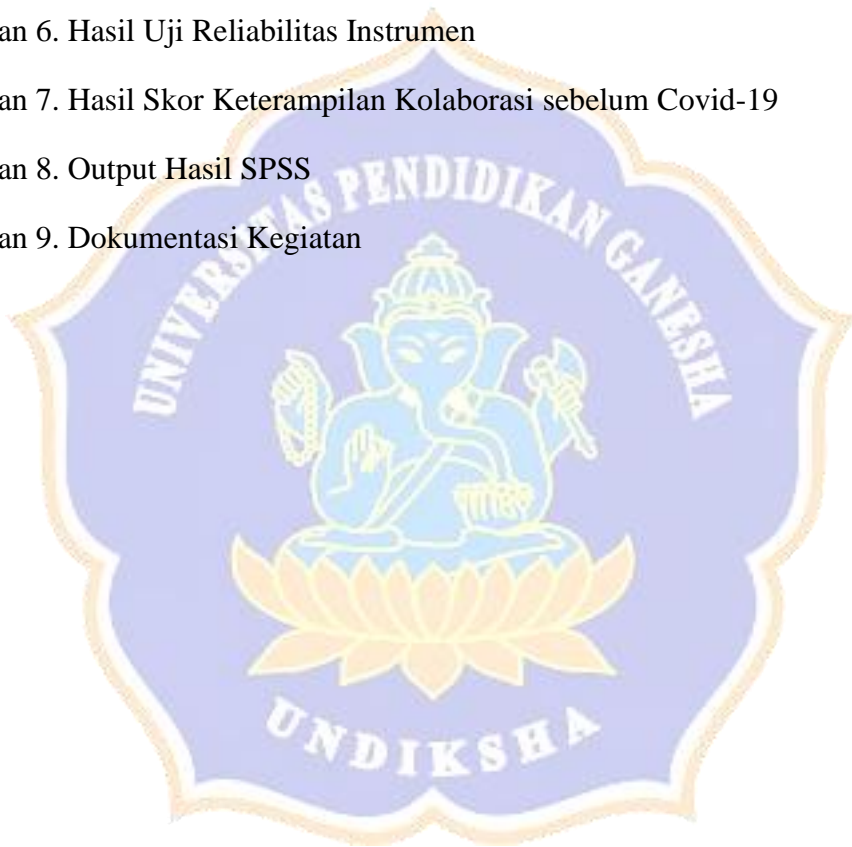 an 6. Hasil Uji Reliabilitas Instrumen
an 7. Hasil Skor Keterampilan Kolaborasi sebelum Covid-19
an 8. Output Hasil SPSS
an 9. Dokumentasi Kegiatan
UNIVERSITAS PENDIDIKAN GANESHA
UNDIKSHA